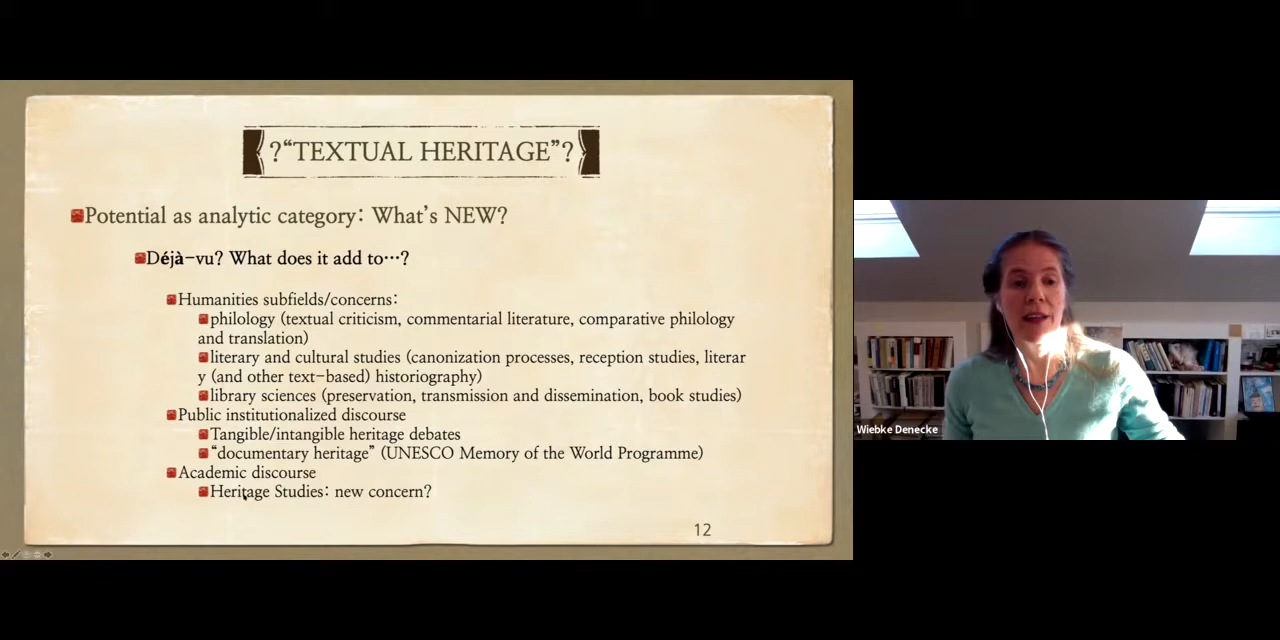 ?“TEXTUAL HERITAGE”?
Potential as analytic category: What’s NEW?
Déjà-vu? What does it add to…?
Humanities subfields/concerns:
philology (textual criticism, commentarial literature, comparative philology
and translation)
literary and cultural studies (canonization processes, reception studies, literar
y (and other text-based) historiography)
library sciences (preservation, transmission and dissemination, book studies)
Public institutionalized discourse
Tangible/intangible heritage debates
“documentary heritage” (UNESCO Memory of the World Programme)
Academic discourse
Heritage Studies: new concern?
12
Wiebke Denecke